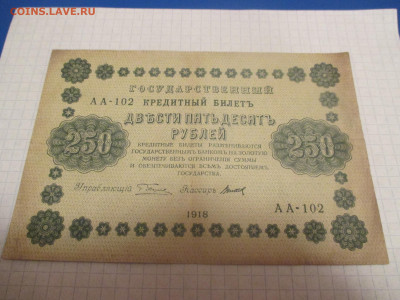 COINS.LAVE.RU
ГОСУДАРСТВЕННЫЙ
АА-102 КРЕДИТНЫЙ БИЛЕТЪ
ДВѢСТИ ПЯТЬДЕСЯТЪ
РУБЛЕЙ
250 250
КРЕДИТНЫЕ БИЛЕТЫ РАЗМѢНИВАЮТСЯ
ГОСУДАРСТВЕННЫМЪ БАНКОМЪ НА ЗОЛОТУЮ
МОНЕТУ БЕЗЪ ОГРАНИЧЕНІЯ СУММЫ
И ОБЕЗПЕЧИВАЮТСЯ ВСѢМЪ ДОСТОЯНІЕМЪ
ГОСУДАРСТВА.
Управляющій Кассиръ
АА-102
1918